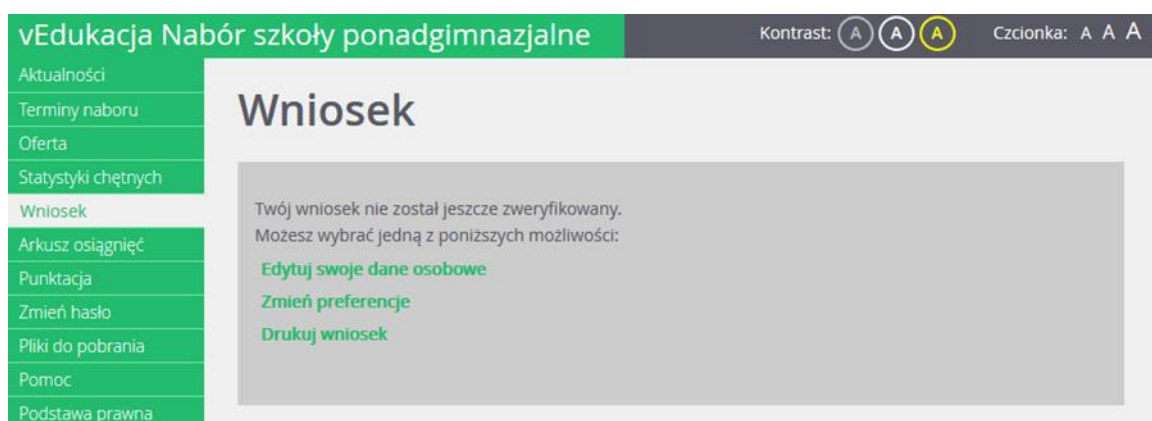 vEdukacja Nabór szkoły ponadgimnazjalne
Kontrast: A A A Czcionka: A A A
Aktualności
Terminy naboru
Oferta
Statystyki chętnych
Wniosek
Arkusz osiągnięć
Punktacja
Zmień hasło
Pliki do pobrania
Pomoc
Podstawa prawna
Wniosek
Twój wniosek nie został jeszcze zweryfikowany.
Możesz wybrać jedną z poniższych możliwości:
Edytuj swoje dane osobowe
Zmień preferencje
Drukuj wniosek